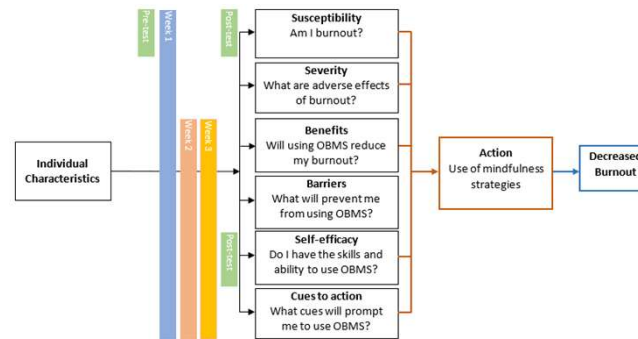 Pre-test
Week 1
Week 2
Week 3
Post-test
Post-test
Individual
Characteristics
Susceptibility
Am I burnout?
Severity
What are adverse effects
of burnout?
Benefits
Will using OBMS reduce
my burnout?
Barriers
What will prevent me
from using OBMS?
Self-efficacy
Do I have the skills and
ability to use OBMS?
Cues to action
What cues will prompt
me to use OBMS?
Action
Use of mindfulness
strategies
Decreased
Burnout